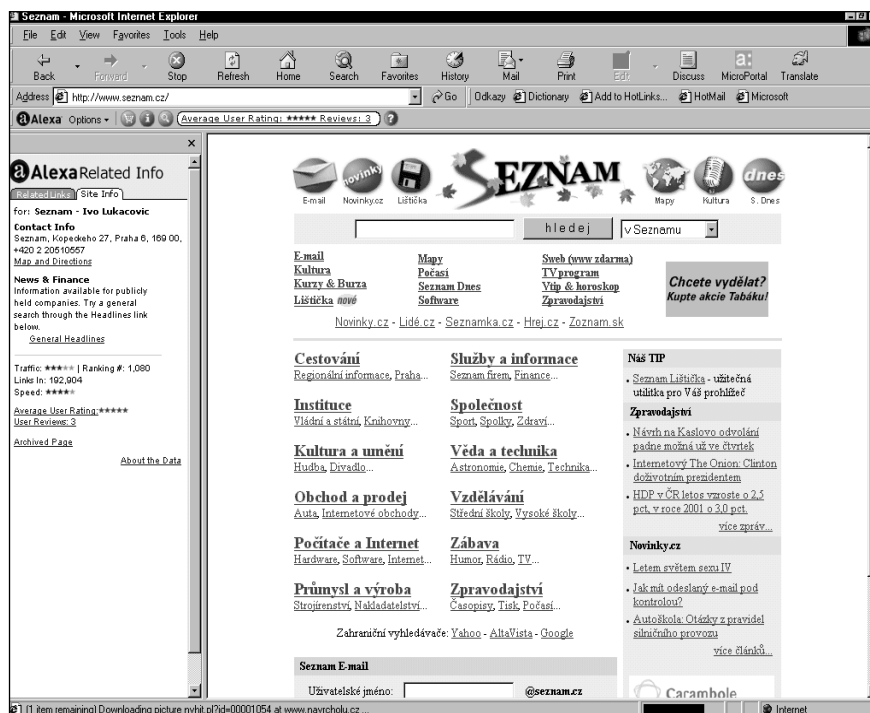 Seznam - Microsoft Internet Explorer
File Edit View Favorites Tools Help
Back Forward Stop Refresh Home Search Favorites History Mail Print Edit Discuss MicroPortal Translate
Address http://www.seznam.cz/ Go Odkazy Dictionary Add to HotLinks... HotMail Microsoft
Alexa Options Average User Rating: ★★★★★ Reviews: 3
x
Alexa Related Info
Related Links Site Info
for: Seznam - Ivo Lukacovic
Contact Info
Seznam, Kopeckeho 27, Praha 6, 169 00,
+420 2 20510557
Map and Directions
News & Finance
Information available for publicly
held companies. Try a general
search through the Headlines link
below.
General Headlines
Traffic: ★★★★★ | Ranking #: 1,080
Links In: 192,904
Speed: ★★★★★
Average User Rating: ★★★★★
User Reviews: 3
Archived Page
About the Data
novinky SEZNAM dnes
E-mail Novinky.cz Lištička Mapy Kultura S. Dnes
hledej v Seznamu
E-mail Mapy Sweb (www zdarma)
Kultura Počasí TV program
Kurzy & Burza Seznam Dnes Vtip & horoskop
Lištička nové Software Zpravodajství
Chcete vydělat?
Kupte akcie Tabáku!
Novinky.cz - Lidé.cz - Seznamka.cz - Hrej.cz - Zoznam.sk
Cestování
Regionální informace, Praha...
Služby a informace
Seznam firem, Finance...
Instituce
Vládní a státní, Knihovny...
Společnost
Sport, Spolky, Zdraví...
Kultura a umění
Hudba, Divadlo...
Věda a technika
Astronomie, Chemie, Technika...
Obchod a prodej
Auta, Internetové obchody...
Vzdělávání
Střední školy, Vysoké školy...
Počítače a Internet
Hardware, Software, Internet...
Zábava
Humor, Rádio, TV...
Průmysl a výroba
Strojírenství, Nakladatelství...
Zpravodajství
Časopisy, Tisk, Počasí...
Zahraniční vyhledávače: Yahoo - AltaVista - Google
Seznam E-mail
Uživatelské jméno: @seznam.cz
Náš TIP
• Seznam Lištička - užitečná
utilitka pro Váš prohlížeč
Zpravodajství
• Návrh na Kaslovo odvolání
padne možná už ve čtvrtek
• Internetový The Onion: Clinton
doživotním prezidentem
• HDP v ČR letos vzroste o 2,5
pct, v roce 2001 o 3,0 pct.
více zpráv...
Novinky.cz
• Letem světem sexu IV
• Jak mít odeslaný e-mail pod
kontrolou?
• Autoškola: Otázky z pravidel
silničního provozu
více článků...
Carambole
(1 item remaining) Downloading picture nvhit.pl?id=00001054 at www.navrcholu.cz ... Internet